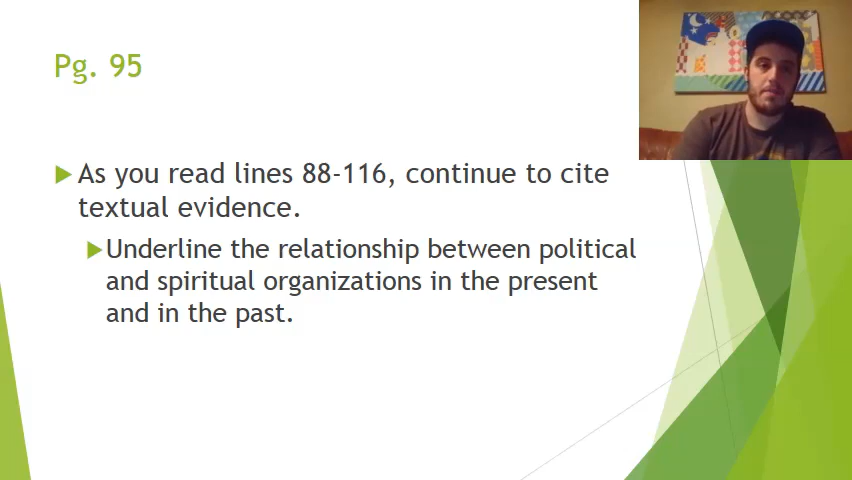 Pg. 95
As you read lines 88-116, continue to cite
textual evidence.
Underline the relationship between political
and spiritual organizations in the present
and in the past.